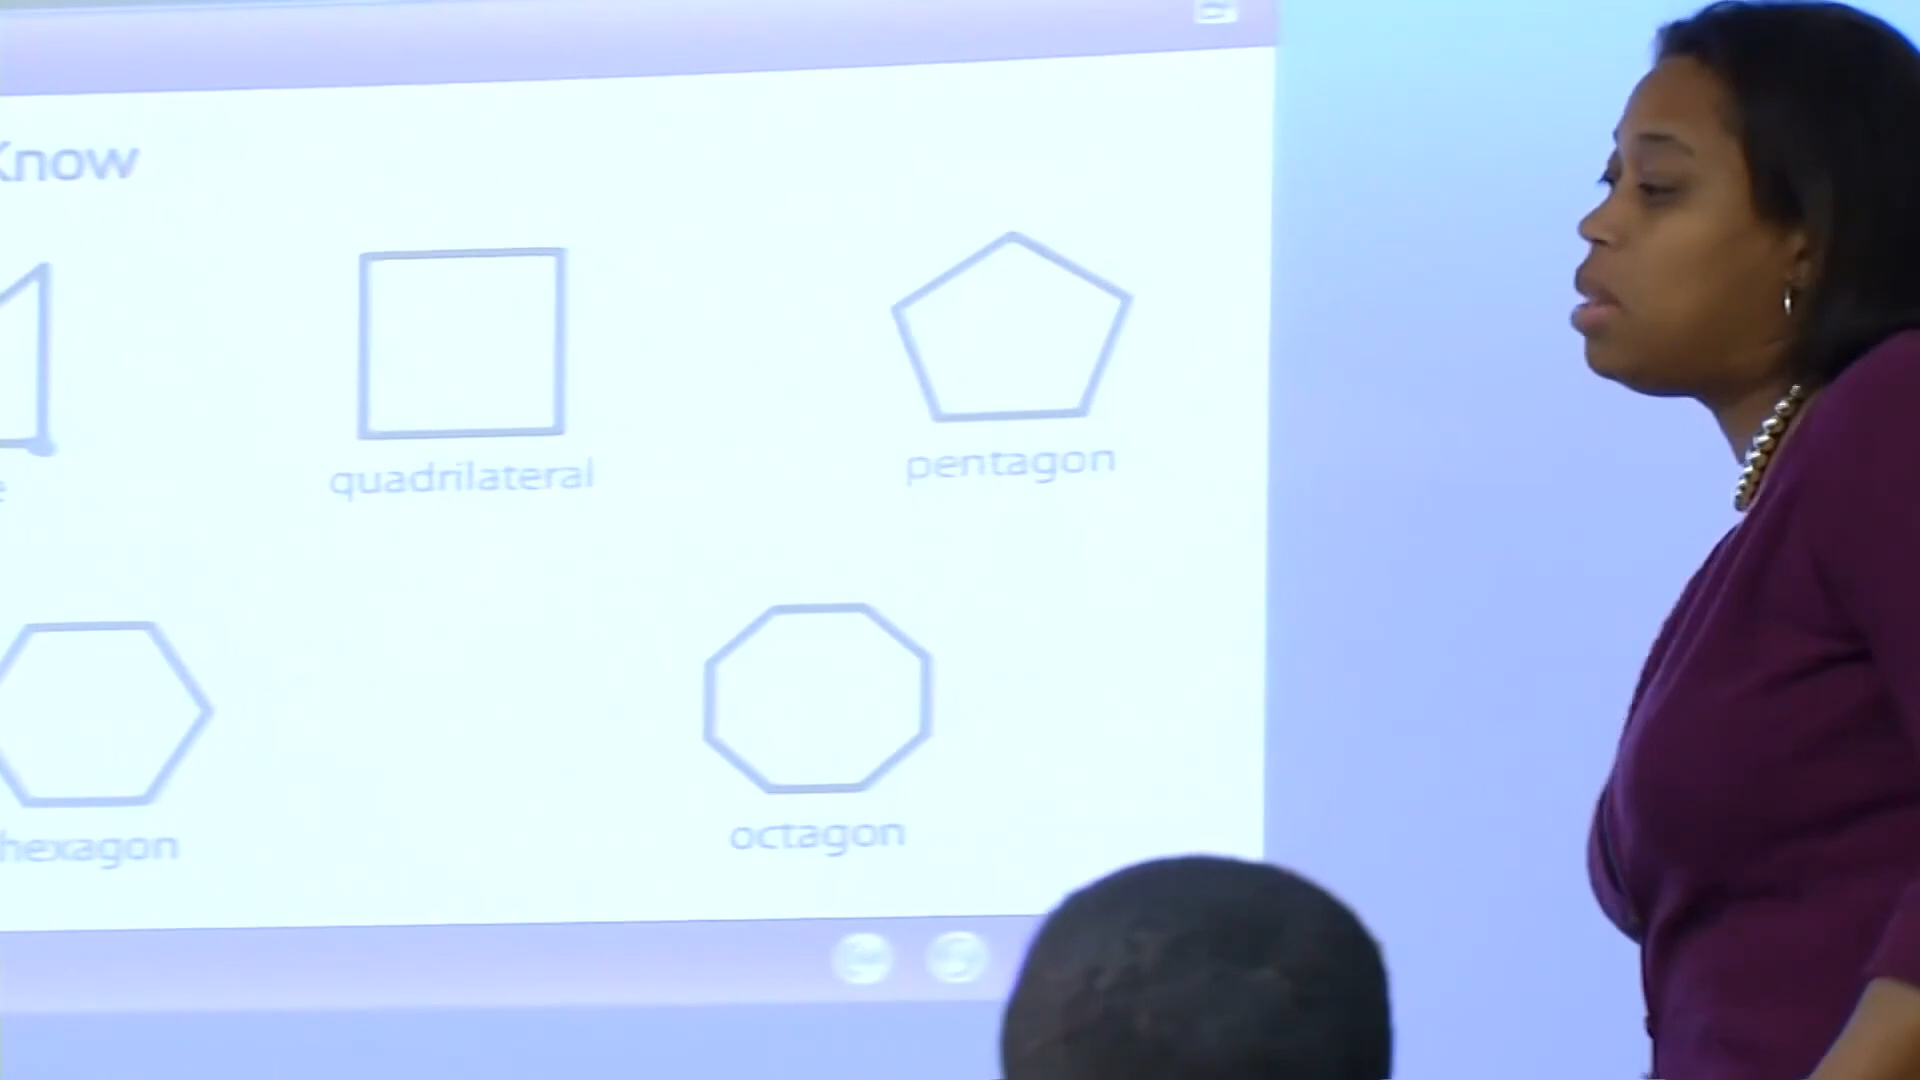 Know
quadrilateral
pentagon
hexagon
octagon